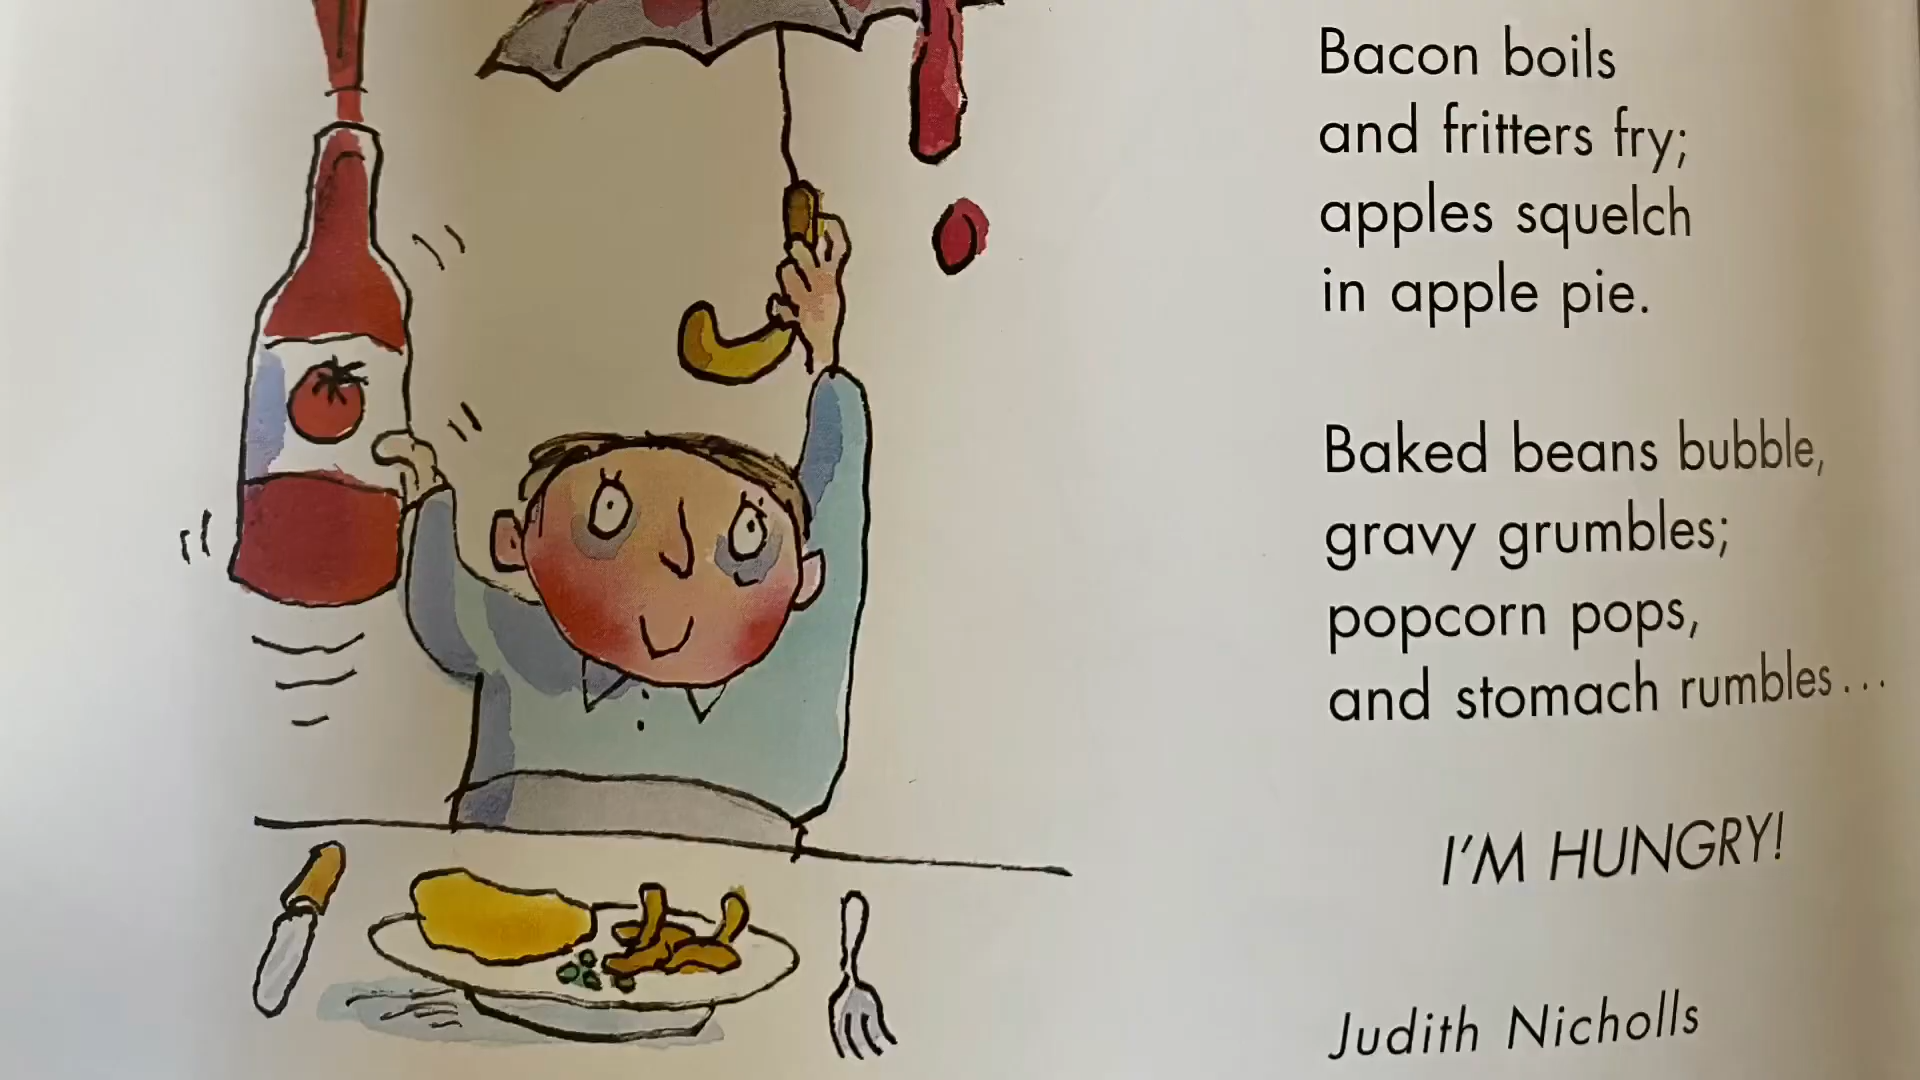 Bacon boils
and fritters fry;
apples squelch
in apple pie.
Baked beans bubble,
gravy grumbles;
popcorn pops,
and stomach rumbles...
I'M HUNGRY!
Judith Nicholls